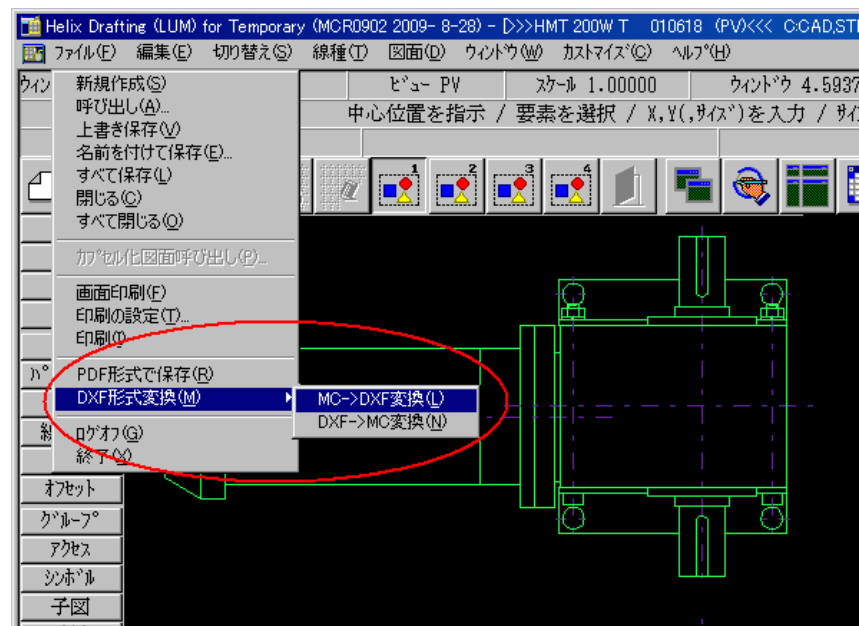 Helix Drafting (LUM) for Temporary (MCR0902 2009- 8-28) - [>>>HMT 200W T 010618 (PV)<<< C:CAD,ST
ﾌｧｲﾙ(F) 編集(E) 切り替え(S) 線種(T) 図面(D) ｳｨﾝﾄﾞｳ(W) ｶｽﾀﾏｲｽﾞ(C) ﾍﾙﾌﾟ(H)
ｳｨﾝ ﾋﾞｭｰ PV ｽｹｰﾙ 1.00000 ｳｨﾝﾄﾞｳ 4.5937
中心位置を指示 / 要素を選択 / X,Y(,ｻｲｽﾞ)を入力 / ｻｲ
新規作成(S)
呼び出し(A)...
上書き保存(V)
名前を付けて保存(E)...
すべて保存(L)
閉じる(C)
すべて閉じる(O)
ｶﾌﾟｾﾙ化図面呼び出し(P)...
画面印刷(F)
印刷の設定(T)...
印刷(I)
PDF形式で保存(R)
DXF形式変換(M)
MC->DXF変換(L)
DXF->MC変換(N)
ﾛｸﾞｵﾌ(G)
終了(X)
1 2 3 4
ﾊﾟ
線
ｵﾌｾｯﾄ
ｸﾞﾙｰﾌﾟ
ｱｸｾｽ
ｼﾝﾎﾞﾙ
子図